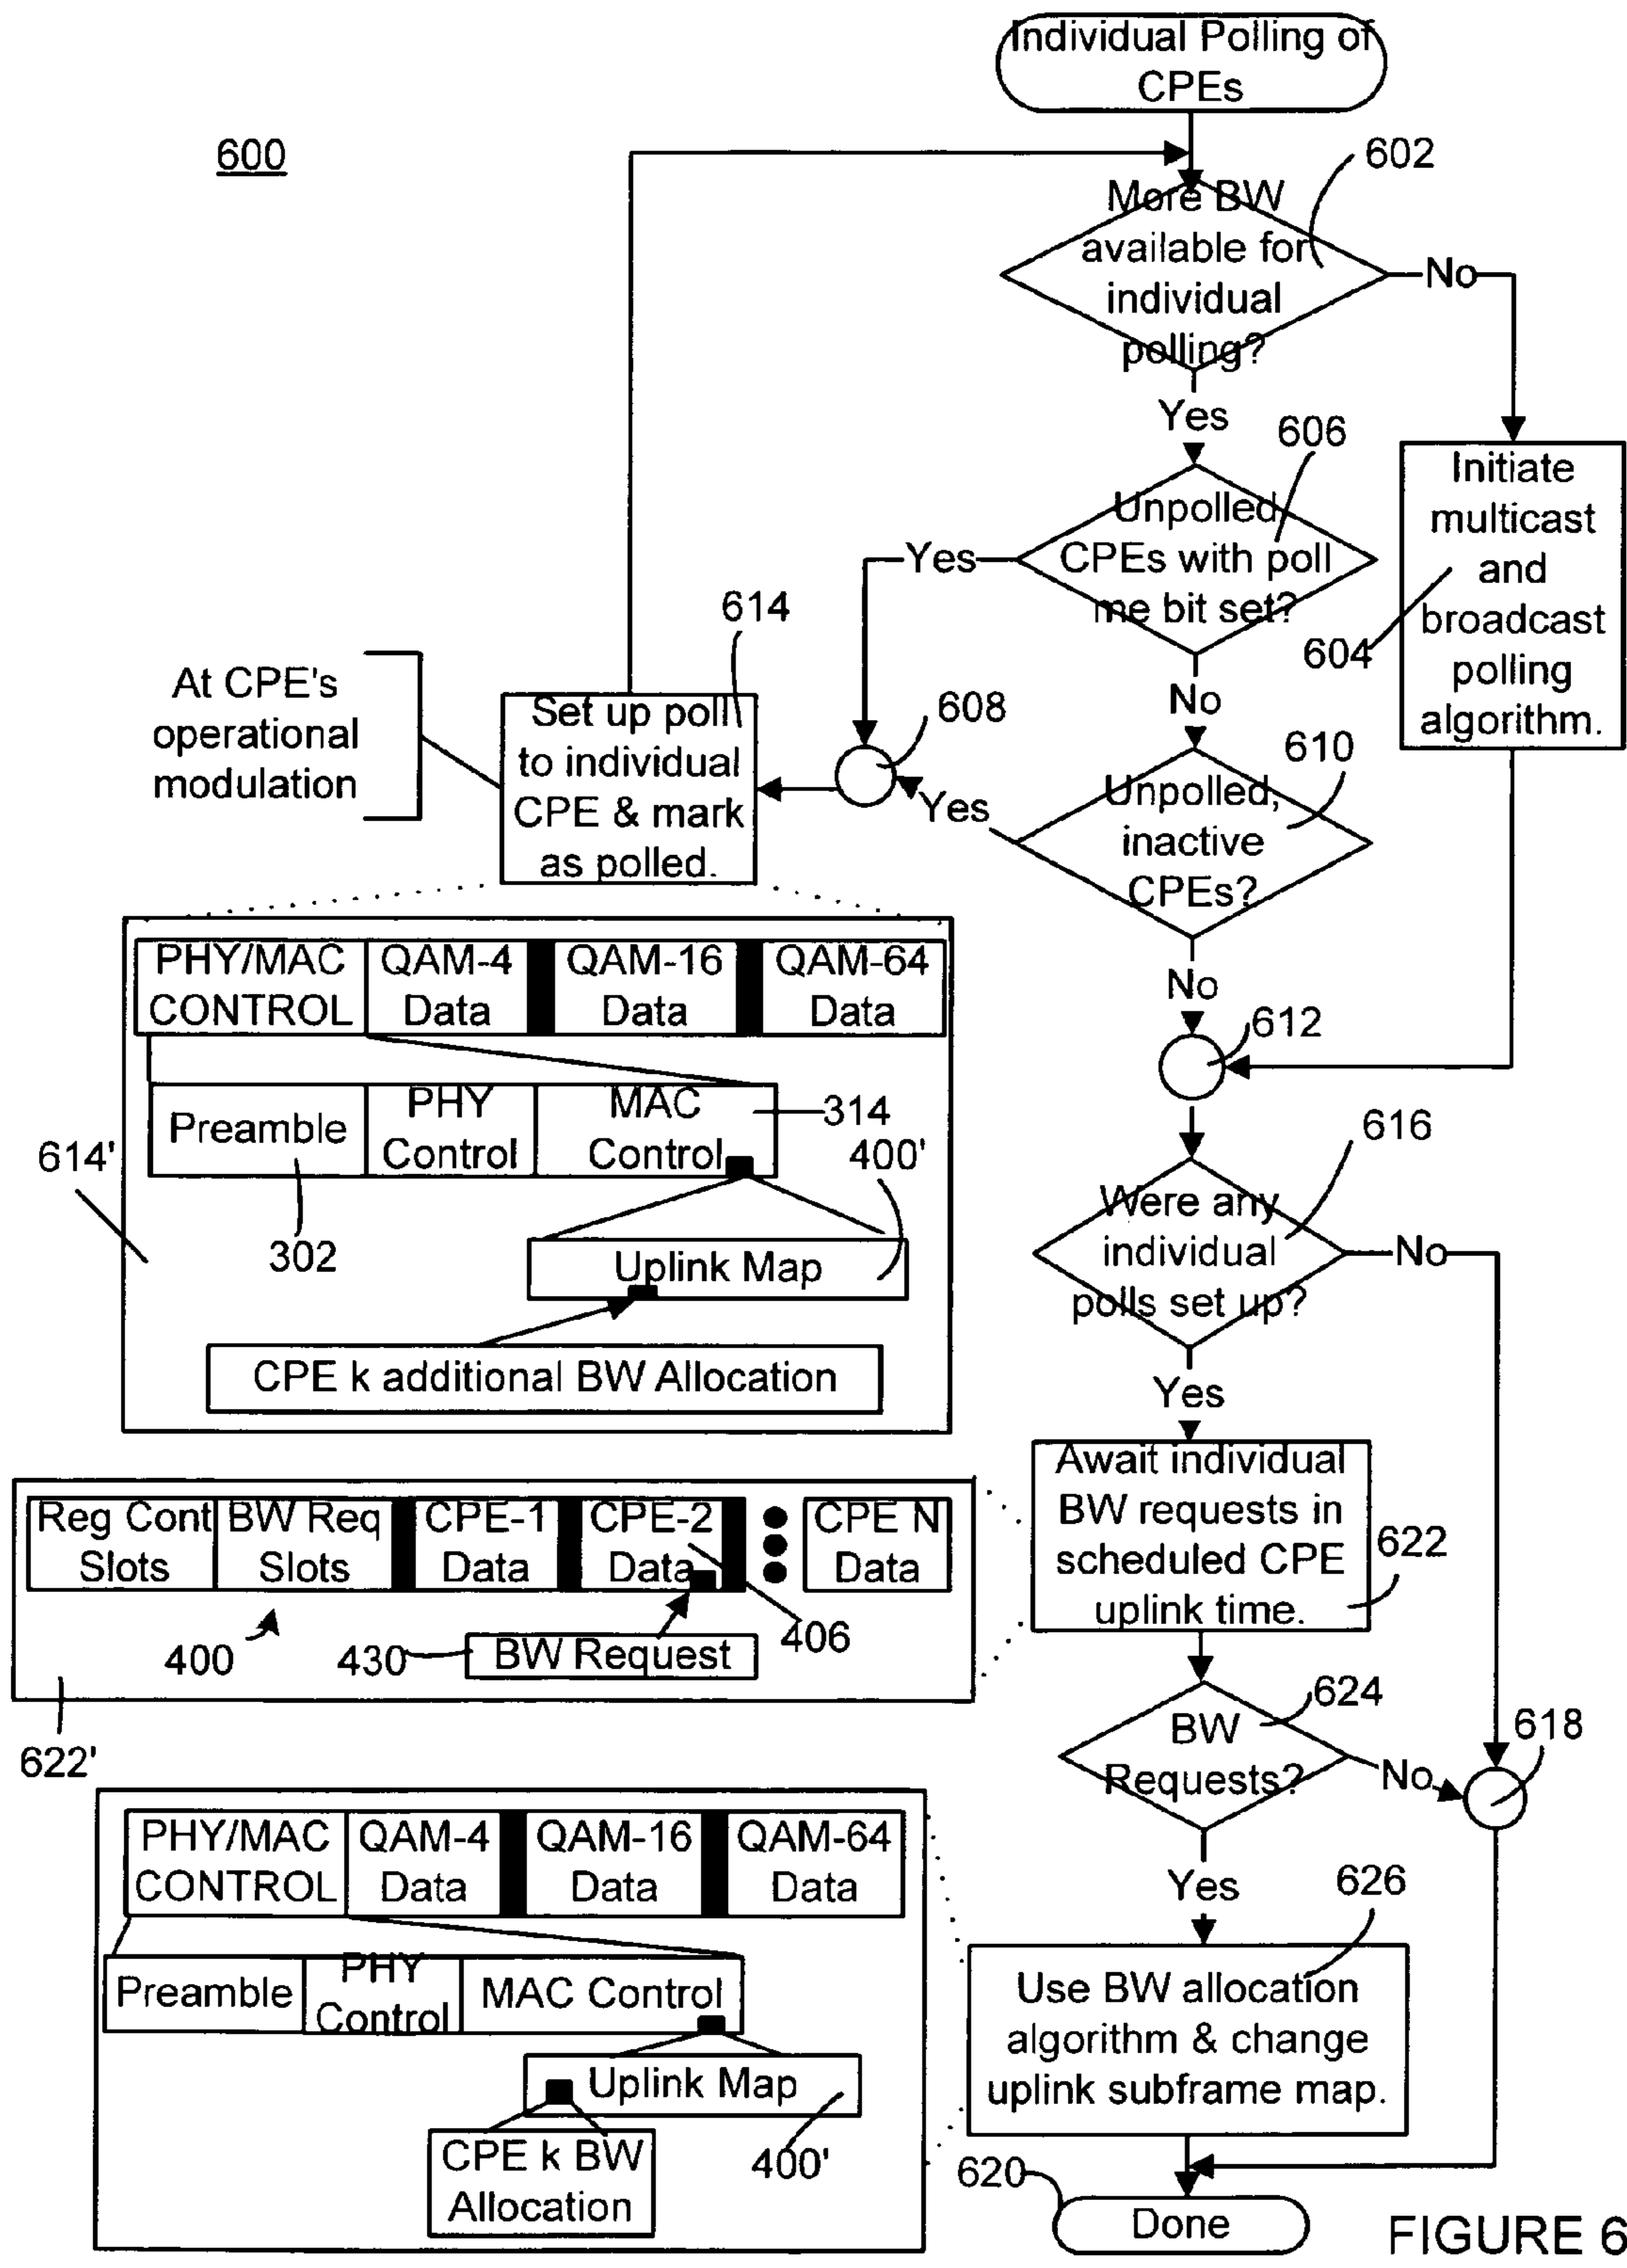 Individual Polling of
CPEs
600
602
More BW
available for
individual
polling?
No
Yes
606
Unpolled
CPEs with poll
me bit set?
Yes
Initiate
multicast
and
broadcast
polling
algorithm.
604
614
At CPE's
operational
modulation
Set up poll
to individual
CPE & mark
as polled.
608
No
610
Unpolled,
inactive
CPEs?
Yes
No
612
PHY/MAC
CONTROL
QAM-4
Data
QAM-16
Data
QAM-64
Data
Preamble
PHY
Control
MAC
Control
314
400'
614'
302
Uplink Map
CPE k additional BW Allocation
616
Were any
individual
polls set up?
No
Yes
Await individual
BW requests in
scheduled CPE
uplink time.
622
Reg Cont
Slots
BW Req
Slots
CPE-1
Data
CPE-2
Data
CPE N
Data
400
430
BW Request
406
622'
624
BW
Requests?
No
618
Yes
626
PHY/MAC
CONTROL
QAM-4
Data
QAM-16
Data
QAM-64
Data
Preamble
PHY
Control
MAC Control
Uplink Map
CPE k BW
Allocation
400'
Use BW allocation
algorithm & change
uplink subframe map.
620
Done
FIGURE 6